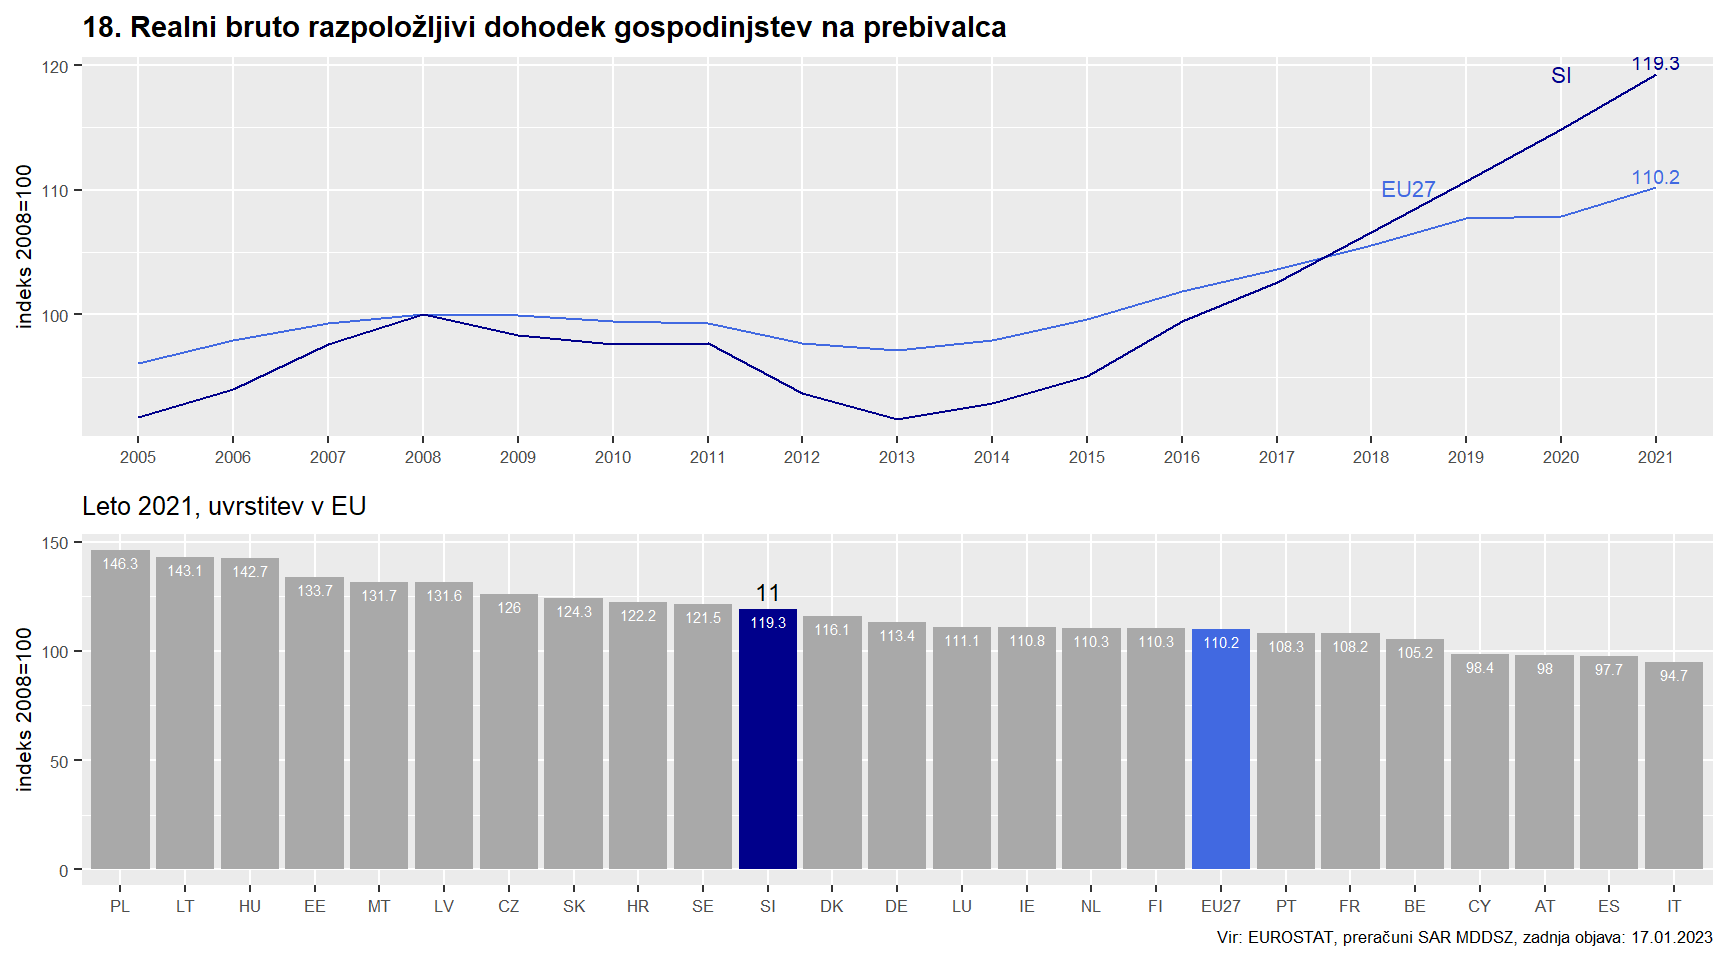 18. Realni bruto razpoložljivi dohodek gospodinjstev na prebivalca
indeks 2008=100
120
110
100
SI
119.3
EU27
110.2
2005 2006 2007 2008 2009 2010 2011 2012 2013 2014 2015 2016 2017 2018 2019 2020 2021
Leto 2021, uvrstitev v EU
indeks 2008=100
150
100
50
0
11
146.3 143.1 142.7 133.7 131.7 131.6 126 124.3 122.2 121.5 119.3 116.1 113.4 111.1 110.8 110.3 110.3 110.2 108.3 108.2 105.2 98.4 98 97.7 94.7
PL LT HU EE MT LV CZ SK HR SE SI DK DE LU IE NL FI EU27 PT FR BE CY AT ES IT
Vir: EUROSTAT, preračuni SAR MDDSZ, zadnja objava: 17.01.2023